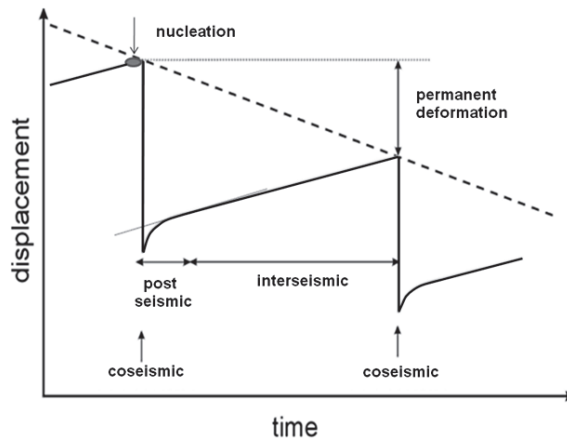 nucleation
permanent
deformation
displacement
post
seismic
interseismic
coseismic
coseismic
time